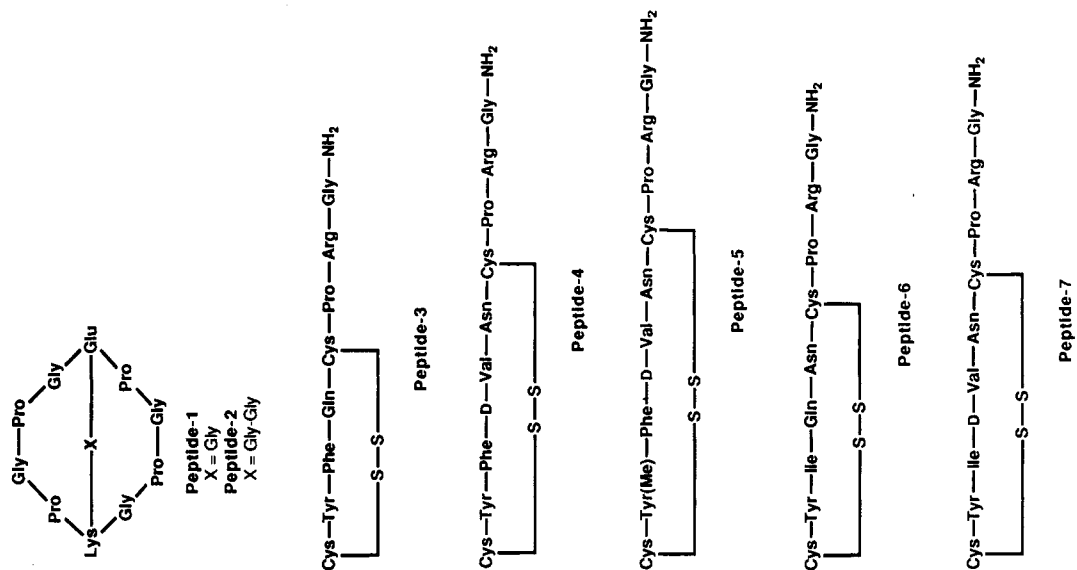 Gly—Pro
Gly
Pro
Glu
X
Lys
Pro
Gly
Pro—Gly
Peptide-1
X = Gly
Peptide-2
X = Gly-Gly
Cys—Tyr—Phe—Gln—Cys—Pro—Arg—Gly—NH₂
S—S
Peptide-3
Cys—Tyr—Phe—D—Val—Asn—Cys—Pro—Arg—Gly—NH₂
S—S
Peptide-4
Cys—Tyr(Me)—Phe—D—Val—Asn—Cys—Pro—Arg—Gly—NH₂
S—S
Peptide-5
Cys—Tyr—Ile—Gln—Asn—Cys—Pro—Arg—Gly—NH₂
S—S
Peptide-6
Cys—Tyr—Ile—D—Val—Asn—Cys—Pro—Arg—Gly—NH₂
S—S
Peptide-7